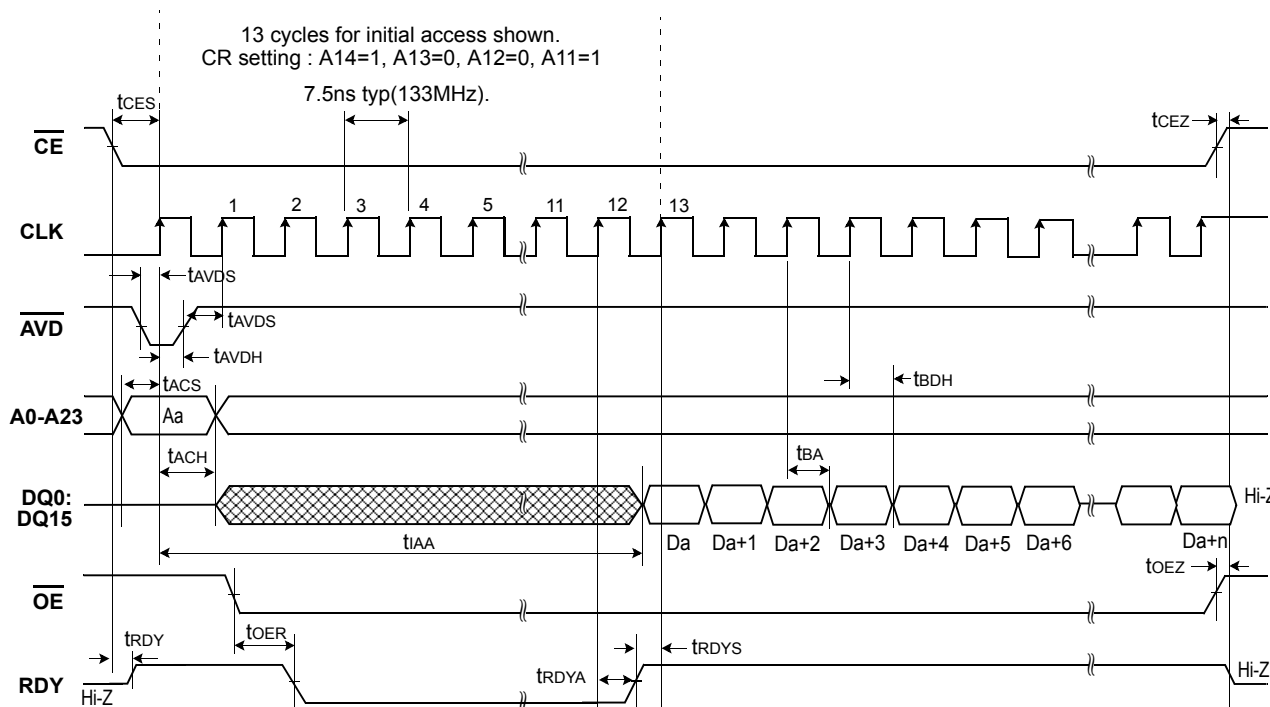 13 cycles for initial access shown.
CR setting : A14=1, A13=0, A12=0, A11=1
7.5ns typ(133MHz).
tCES
tCEZ
CE
1 2 3 4 5 11 12 13
CLK
tAVDS
AVD
tAVDS
tAVDH
tACS
tBDH
A0-A23
Aa
tACH
tBA
DQ0:
DQ15
Hi-Z
tIAA
Da Da+1 Da+2 Da+3 Da+4 Da+5 Da+6 Da+n
tOEZ
OE
tOER
tRDY
tRDYS
tRDYA
RDY
Hi-Z
Hi-Z